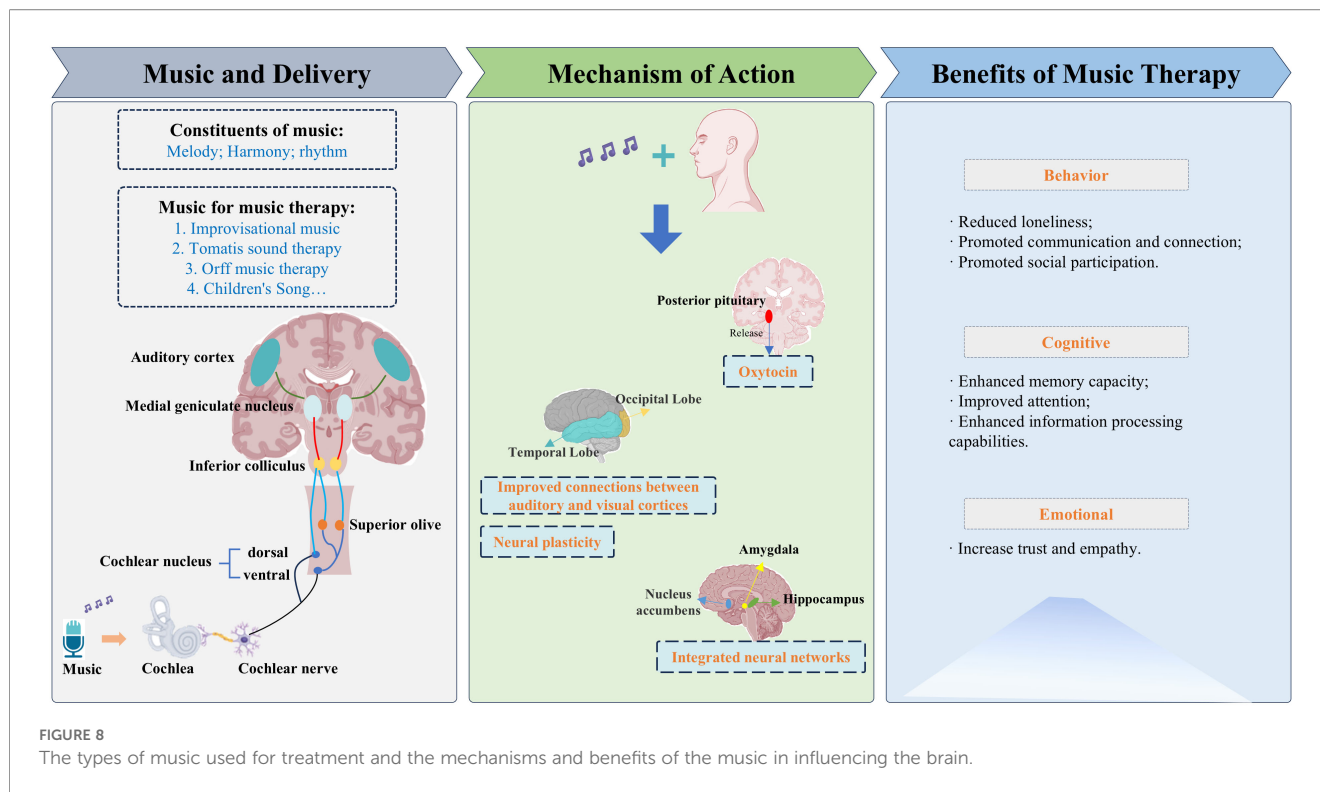 Music and Delivery
Constituents of music:
Melody; Harmony; rhythm
Music for music therapy:
1. Improvisational music
2. Tomatis sound therapy
3. Orff music therapy
4. Children's Song…
Auditory cortex
Medial geniculate nucleus
Inferior colliculus
Superior olive
Cochlear nucleus
dorsal
ventral
Music
Cochlea
Cochlear nerve
Mechanism of Action
Posterior pituitary
Release
Oxytocin
Occipital Lobe
Temporal Lobe
Improved connections between
auditory and visual cortices
Neural plasticity
Amygdala
Nucleus
accumbens
Hippocampus
Integrated neural networks
Benefits of Music Therapy
Behavior
· Reduced loneliness;
· Promoted communication and connection;
· Promoted social participation.
Cognitive
· Enhanced memory capacity;
· Improved attention;
· Enhanced information processing
capabilities.
Emotional
· Increase trust and empathy.
FIGURE 8
The types of music used for treatment and the mechanisms and benefits of the music in influencing the brain.